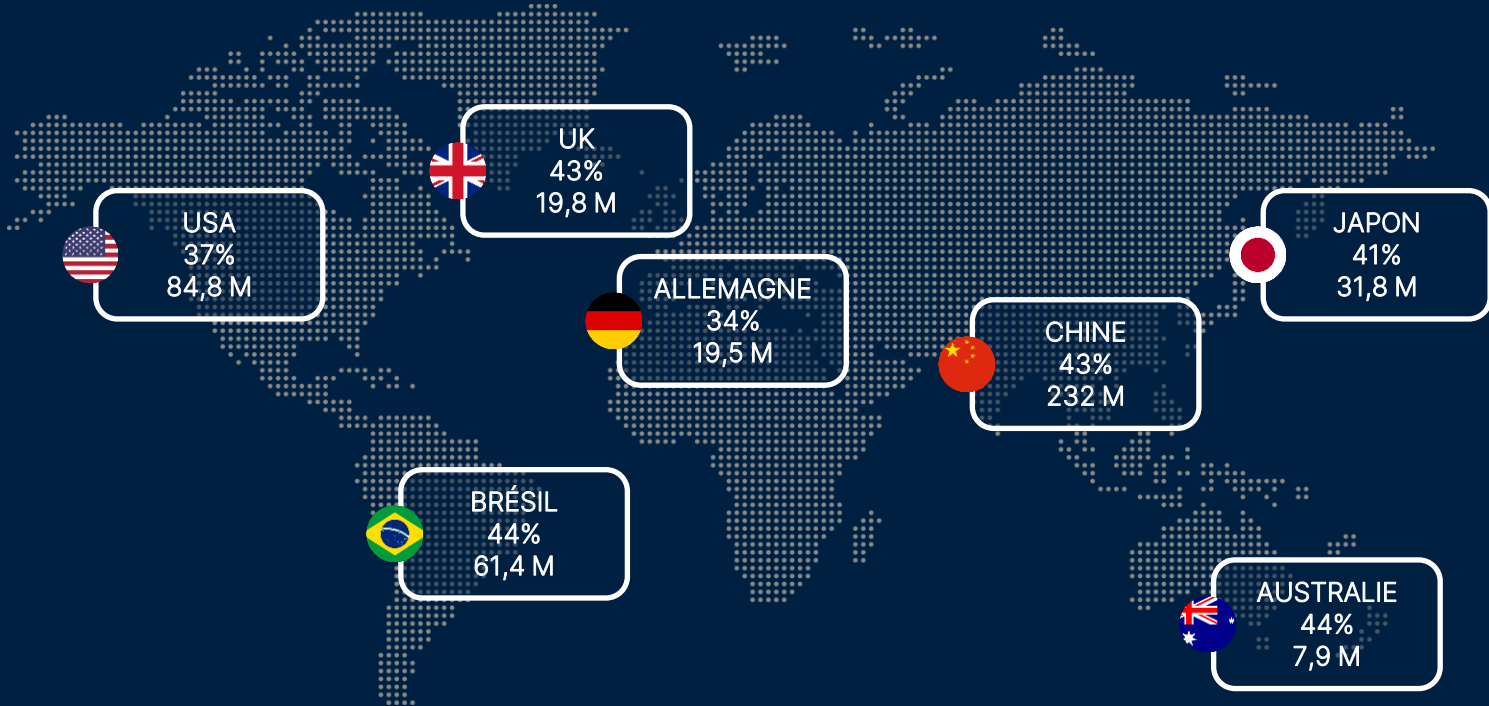 UK
43%
19,8 M
USA
37%
84,8 M
JAPON
41%
31,8 M
ALLEMAGNE
34%
19,5 M
CHINE
43%
232 M
BRÉSIL
44%
61,4 M
AUSTRALIE
44%
7,9 M